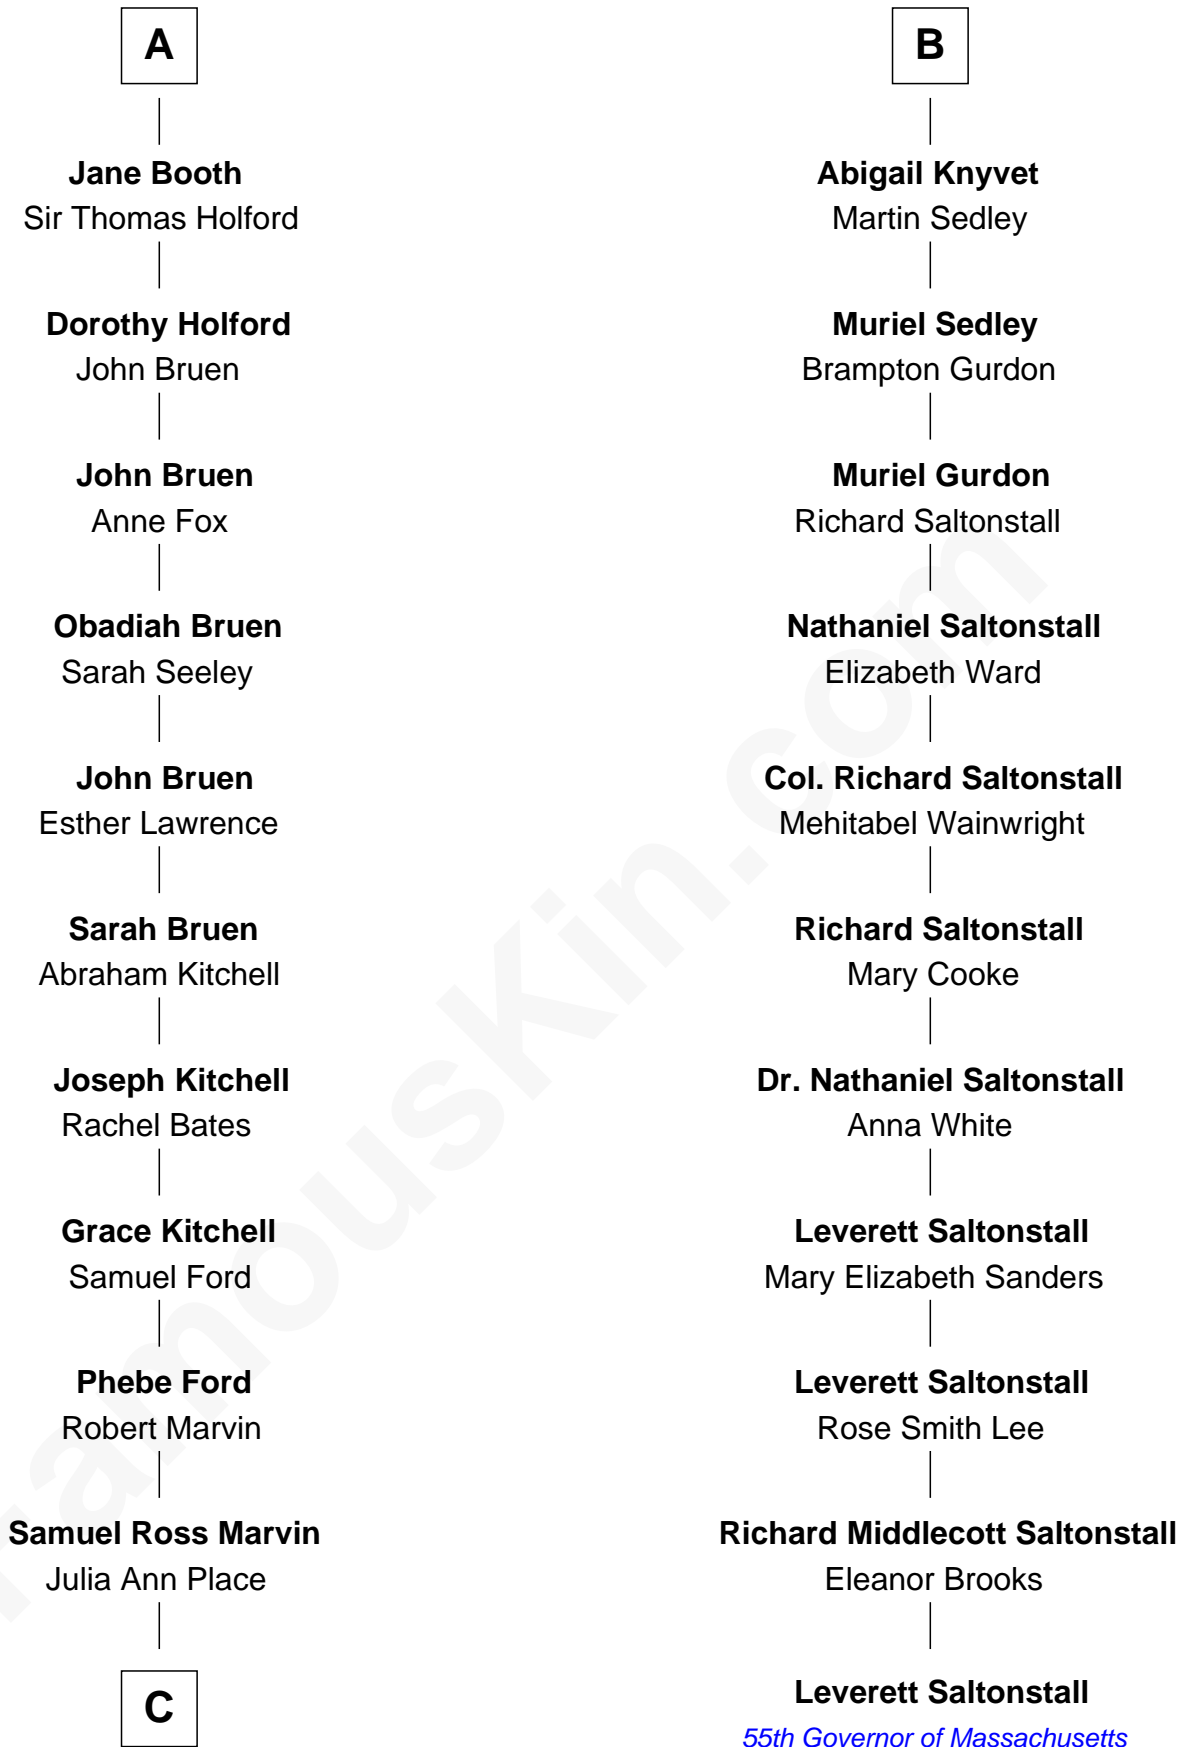 A
Jane Booth
Sir Thomas Holford
Dorothy Holford
John Bruen
John Bruen
Anne Fox
Obadiah Bruen
Sarah Seeley
John Bruen
Esther Lawrence
Sarah Bruen
Abraham Kitchell
Joseph Kitchell
Rachel Bates
Grace Kitchell
Samuel Ford
Phebe Ford
Robert Marvin
Samuel Ross Marvin
Julia Ann Place
C
B
Abigail Knyvet
Martin Sedley
Muriel Sedley
Brampton Gurdon
Muriel Gurdon
Richard Saltonstall
Nathaniel Saltonstall
Elizabeth Ward
Col. Richard Saltonstall
Mehitabel Wainwright
Richard Saltonstall
Mary Cooke
Dr. Nathaniel Saltonstall
Anna White
Leverett Saltonstall
Mary Elizabeth Sanders
Leverett Saltonstall
Rose Smith Lee
Richard Middlecott Saltonstall
Eleanor Brooks
Leverett Saltonstall
55th Governor of Massachusetts
FamousKin.com